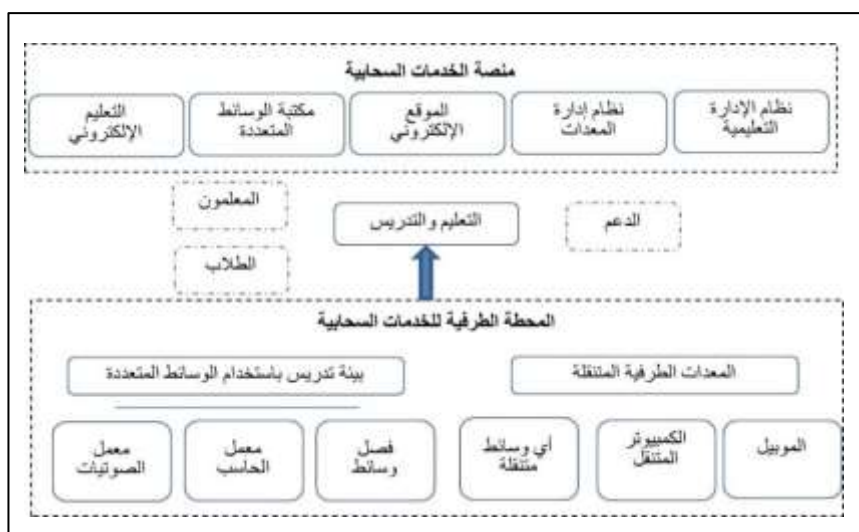 منصة الخدمات السحابية
نظام الإدارة
التعليمية
نظام إدارة
المعدات
الموقع
الإلكتروني
مكتبة الوسائط
المتعددة
التعليم
الإلكتروني
المعلمون
الدعم
التعليم والتدريس
الطلاب
المحطة الطرفية للخدمات السحابية
المعدات الطرفية المتنقلة
بيئة تدريس باستخدام الوسائط المتعددة
الموبيل
الكمبيوتر
المتنقل
أي وسائط
متنقلة
فصل
وسائط
معمل
الحاسب
معمل
الصوتيات